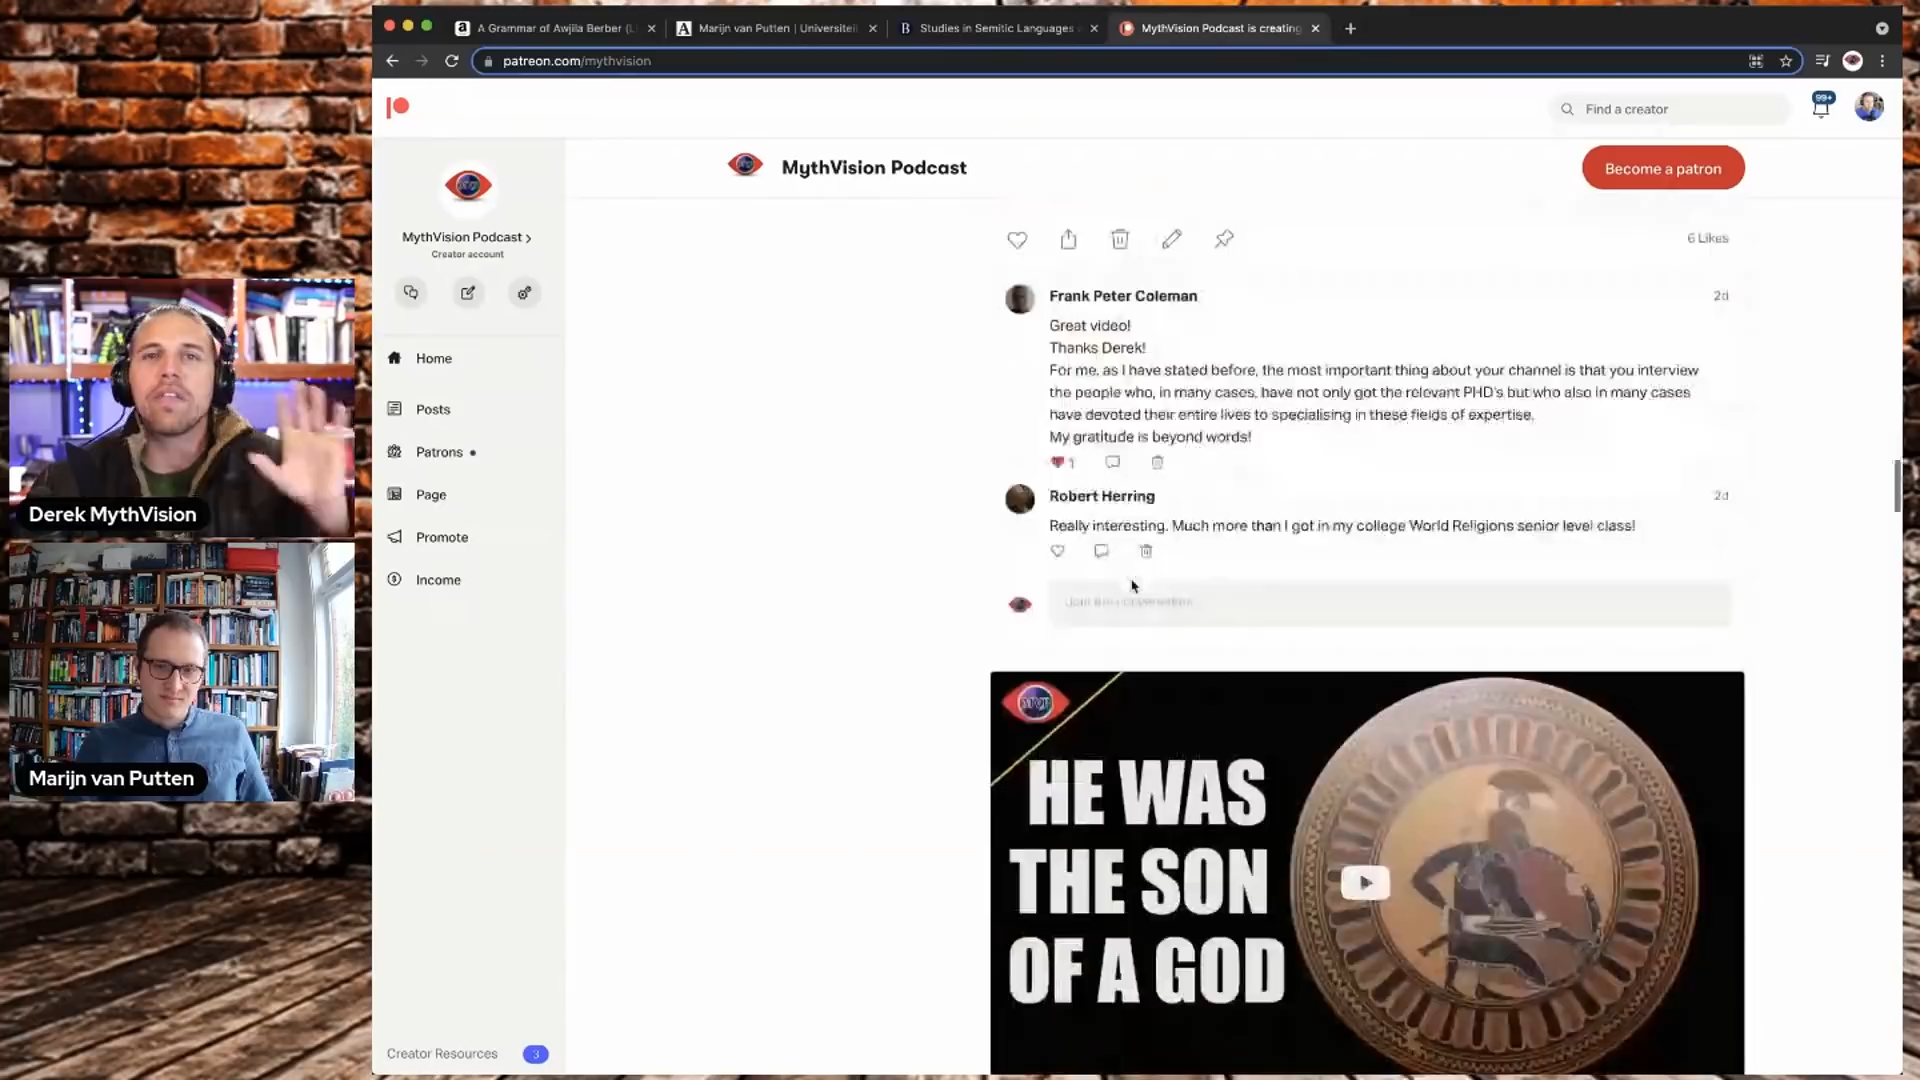 A Grammar of Awjila Berber (L
Marijn van Putten | Universiteit
Studies in Semitic Languages
MythVision Podcast is creating
patreon.com/mythvision
Find a creator
99+
MythVision Podcast
Become a patron
MythVision Podcast
Creator account
Home
Posts
Patrons
Page
Promote
Income
Creator Resources
3
6 Likes
Frank Peter Coleman
2d
Great video!
Thanks Derek!
For me, as I have stated before, the most important thing about your channel is that you interview
the people who, in many cases, have not only got the relevant PHD's but who also in many cases
have devoted their entire lives to specialising in these fields of expertise.
My gratitude is beyond words!
1
Robert Herring
2d
Really interesting. Much more than I got in my college World Religions senior level class!
Join the conversation
MVP
HE WAS
THE SON
OF A GOD
Derek MythVision
Marijn van Putten